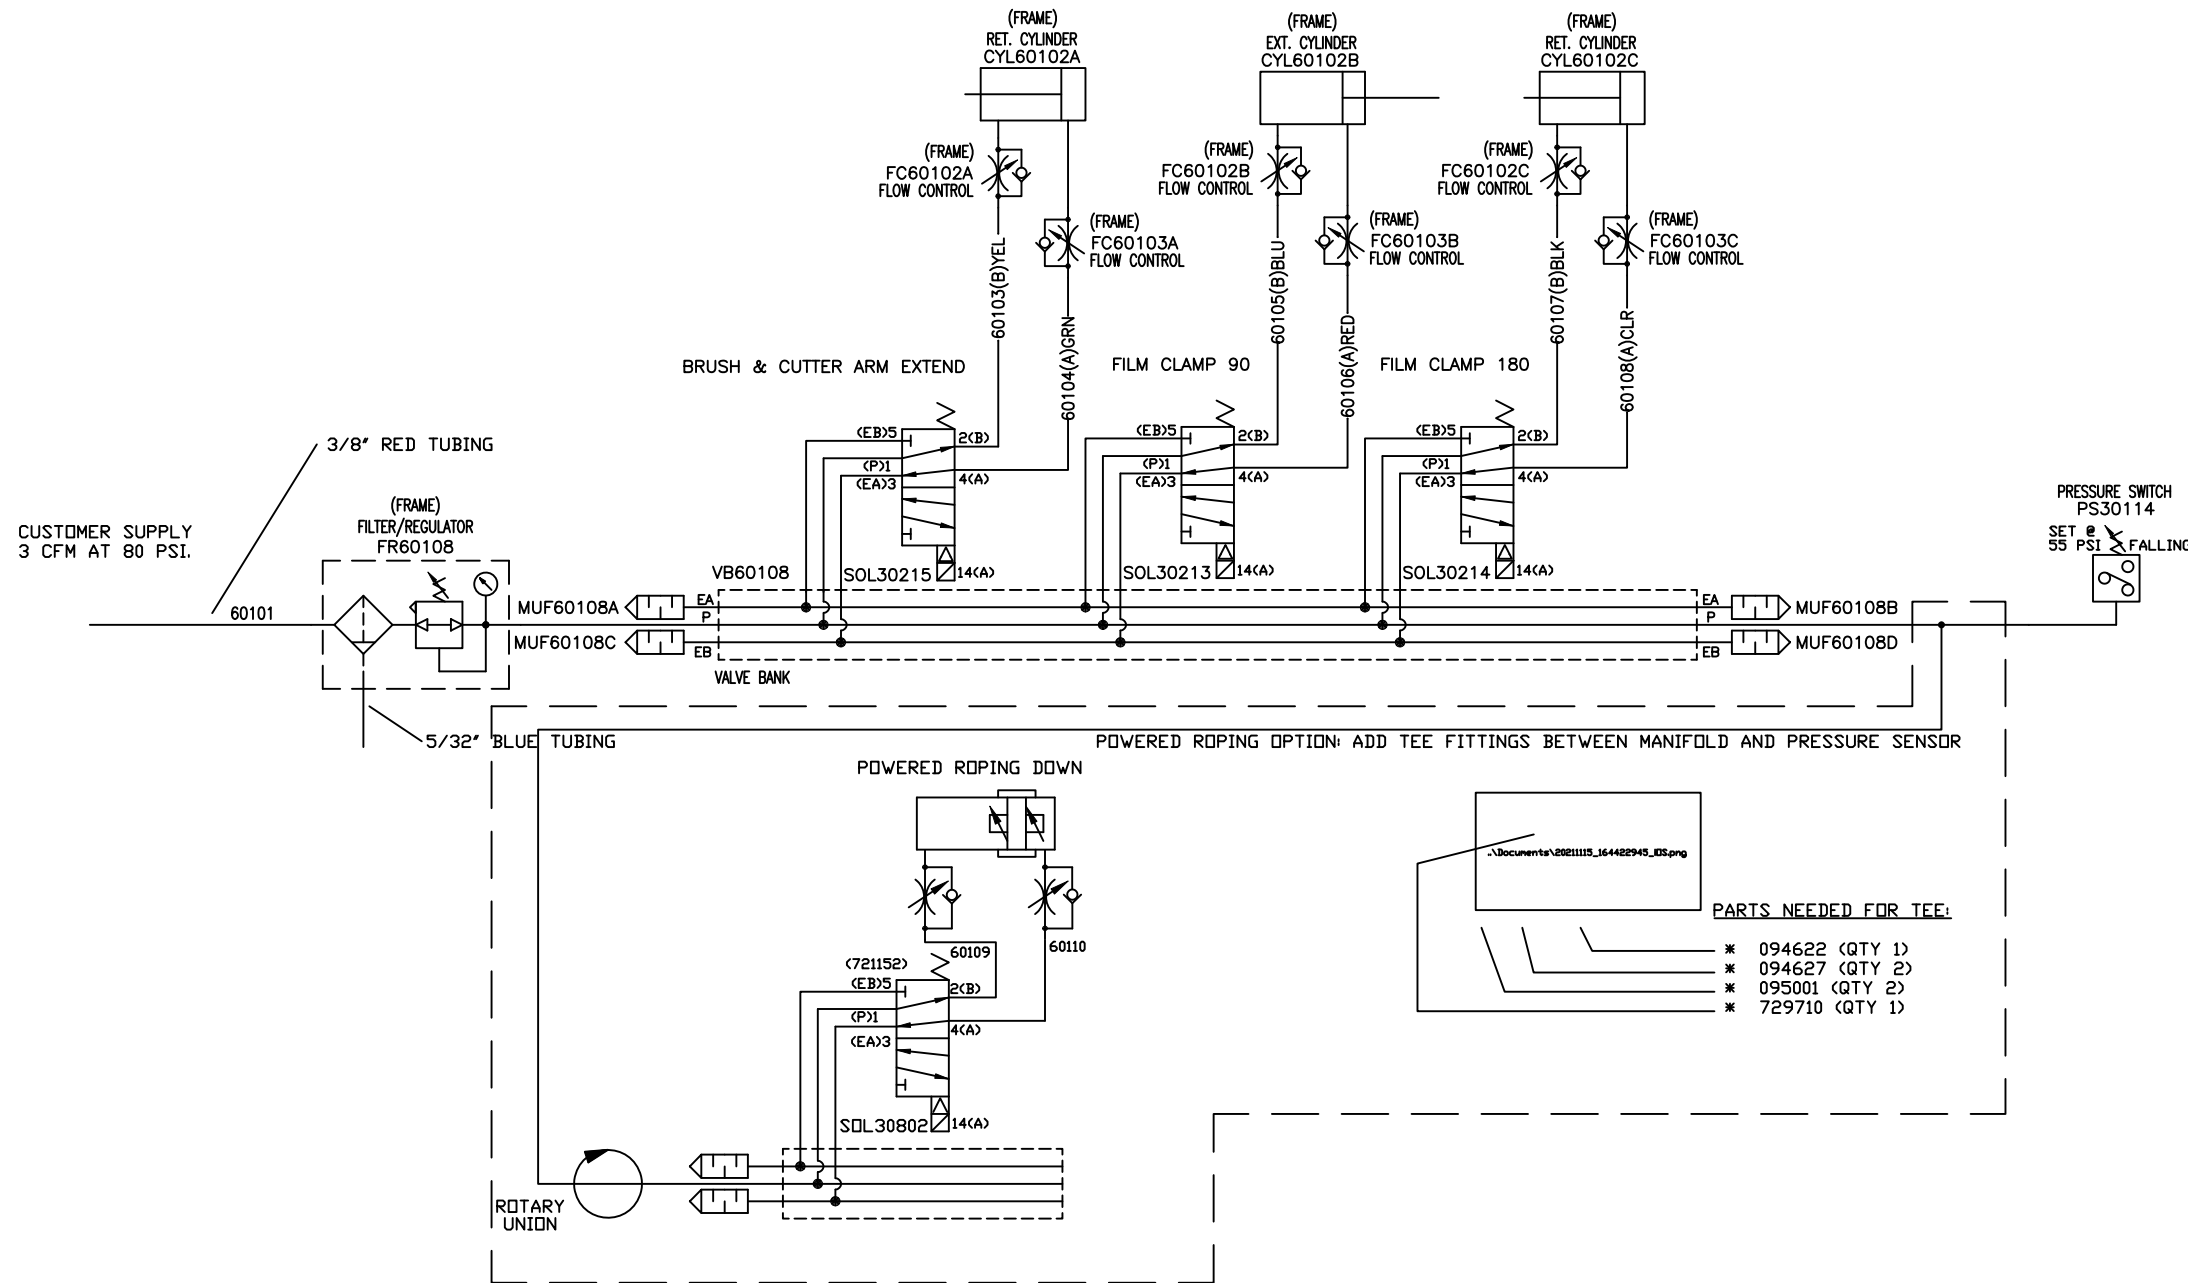 (FRAME)
RET. CYLINDER
CYL60102A
(FRAME)
EXT. CYLINDER
CYL60102B
(FRAME)
RET. CYLINDER
CYL60102C
(FRAME)
FC60102A
FLOW CONTROL
(FRAME)
FC60102B
FLOW CONTROL
(FRAME)
FC60102C
FLOW CONTROL
(FRAME)
FC60103A
FLOW CONTROL
(FRAME)
FC60103B
FLOW CONTROL
(FRAME)
FC60103C
FLOW CONTROL
60103(B)YEL
60104(A)GRN
60105(B)BLU
60106(A)RED
60107(B)BLK
60108(A)CLR
BRUSH & CUTTER ARM EXTEND
FILM CLAMP 90
FILM CLAMP 180
(EB)5
2(B)
(P)1
4(A)
(EA)3
SOL30215
14(A)
(EB)5
2(B)
(P)1
4(A)
(EA)3
SOL30213
14(A)
(EB)5
2(B)
(P)1
4(A)
(EA)3
SOL30214
14(A)
3/8" RED TUBING
CUSTOMER SUPPLY
3 CFM AT 80 PSI.
(FRAME)
FILTER/REGULATOR
FR60108
60101
PRESSURE SWITCH
PS30114
SET @
55 PSI FALLING
VB60108
MUF60108A
EA
P
MUF60108C
EB
VALVE BANK
EA
MUF60108B
P
MUF60108D
EB
5/32" BLUE TUBING
POWERED ROPING OPTION: ADD TEE FITTINGS BETWEEN MANIFOLD AND PRESSURE SENSOR
POWERED ROPING DOWN
60109
60110
(721152)
(EB)5
2(B)
(P)1
4(A)
(EA)3
SOL30802
14(A)
ROTARY
UNION
..\Documents\20211115_164422945_iOS.png
PARTS NEEDED FOR TEE:
* 094622 (QTY 1)
* 094627 (QTY 2)
* 095001 (QTY 2)
* 729710 (QTY 1)